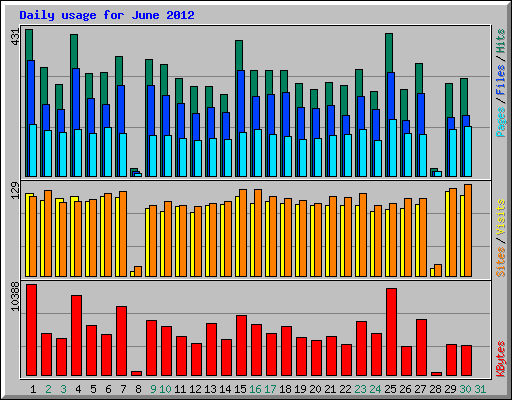 Daily usage for June 2012
431
Pages / Files / Hits
129
Sites / Visits
10388
KBytes
1 2 3 4 5 6 7 8 9 10 11 12 13 14 15 16 17 18 19 20 21 22 23 24 25 26 27 28 29 30 31